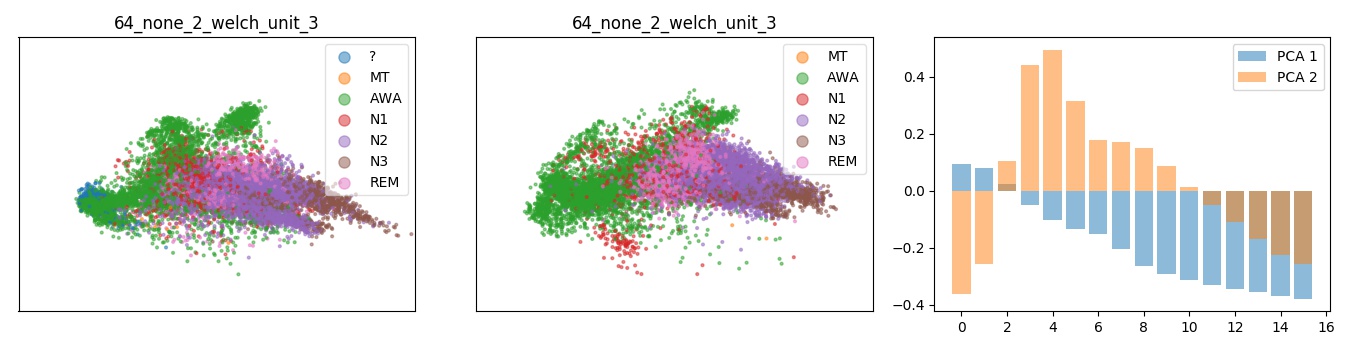 64_none_2_welch_unit_3
?
MT
AWA
N1
N2
N3
REM
64_none_2_welch_unit_3
MT
AWA
N1
N2
N3
REM
PCA 1
PCA 2
0.4
0.2
0.0
−0.2
−0.4
0 2 4 6 8 10 12 14 16